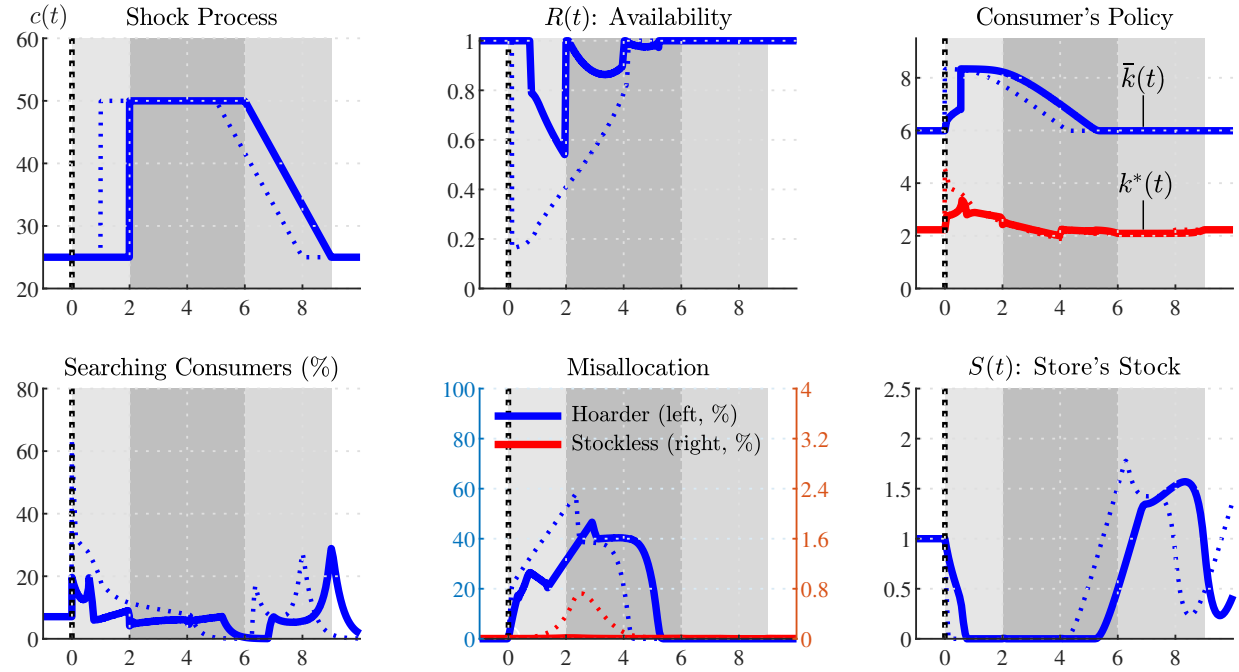 c(t) Shock Process
60
50
40
30
20
0 2 4 6 8
R(t): Availability
1
0.8
0.6
0.4
0.2
0
0 2 4 6 8
Consumer's Policy
8
6
4
2
0
k̄(t)
k*(t)
0 2 4 6 8
Searching Consumers (%)
80
60
40
20
0
0 2 4 6 8
Misallocation
100
80
60
40
20
0
Hoarder (left, %)
Stockless (right, %)
4
3.2
2.4
1.6
0.8
0
0 2 4 6 8
S(t): Store's Stock
2.5
2
1.5
1
0.5
0
0 2 4 6 8